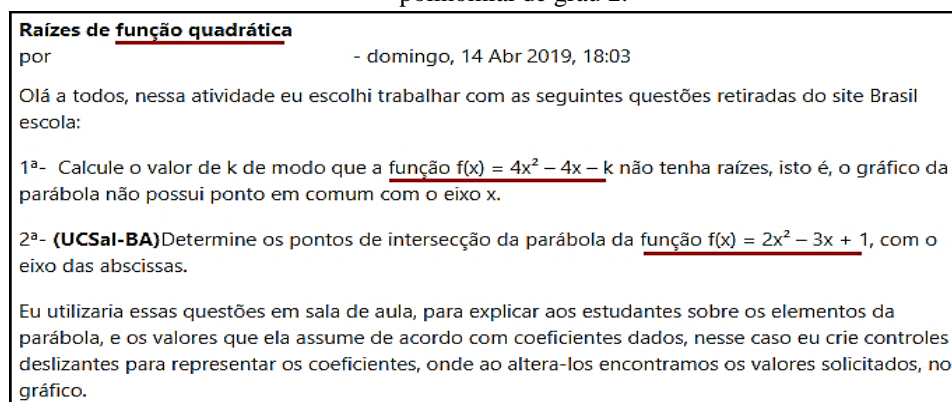 polinomial de grau 2.
Raízes de função quadrática
por - domingo, 14 Abr 2019, 18:03
Olá a todos, nessa atividade eu escolhi trabalhar com as seguintes questões retiradas do site Brasil
escola:
1ª- Calcule o valor de k de modo que a função f(x) = 4x² – 4x – k não tenha raízes, isto é, o gráfico da
parábola não possui ponto em comum com o eixo x.
2ª- (UCSal-BA)Determine os pontos de intersecção da parábola da função f(x) = 2x² – 3x + 1, com o
eixo das abscissas.
Eu utilizaria essas questões em sala de aula, para explicar aos estudantes sobre os elementos da
parábola, e os valores que ela assume de acordo com coeficientes dados, nesse caso eu crie controles
deslizantes para representar os coeficientes, onde ao altera-los encontramos os valores solicitados, no
gráfico.